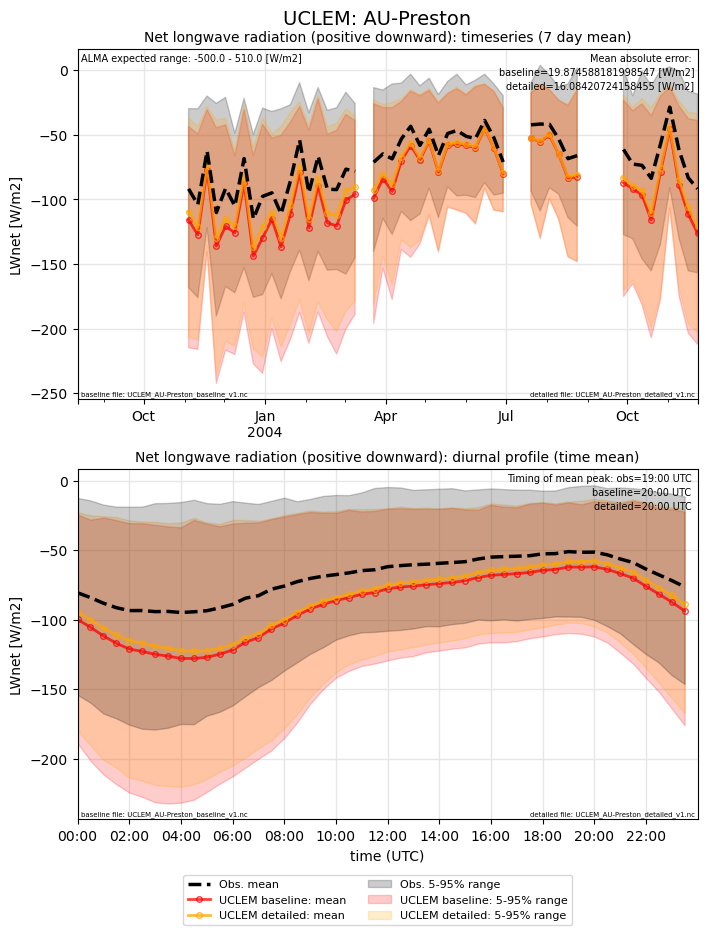 UCLEM: AU-Preston
Net longwave radiation (positive downward): timeseries (7 day mean)
ALMA expected range: -500.0 - 510.0 [W/m2]
Mean absolute error:
baseline=19.874588181998547 [W/m2]
detailed=16.08420724158455 [W/m2]
0
−50
−100
−150
−200
−250
LWnet [W/m2]
baseline file: UCLEM_AU-Preston_baseline_v1.nc
detailed file: UCLEM_AU-Preston_detailed_v1.nc
Oct
Jan
2004
Apr
Jul
Oct
Net longwave radiation (positive downward): diurnal profile (time mean)
Timing of mean peak: obs=19:00 UTC
baseline=20:00 UTC
detailed=20:00 UTC
0
−50
−100
−150
−200
LWnet [W/m2]
baseline file: UCLEM_AU-Preston_baseline_v1.nc
detailed file: UCLEM_AU-Preston_detailed_v1.nc
00:00 02:00 04:00 06:00 08:00 10:00 12:00 14:00 16:00 18:00 20:00 22:00
time (UTC)
Obs. mean
UCLEM baseline: mean
UCLEM detailed: mean
Obs. 5-95% range
UCLEM baseline: 5-95% range
UCLEM detailed: 5-95% range